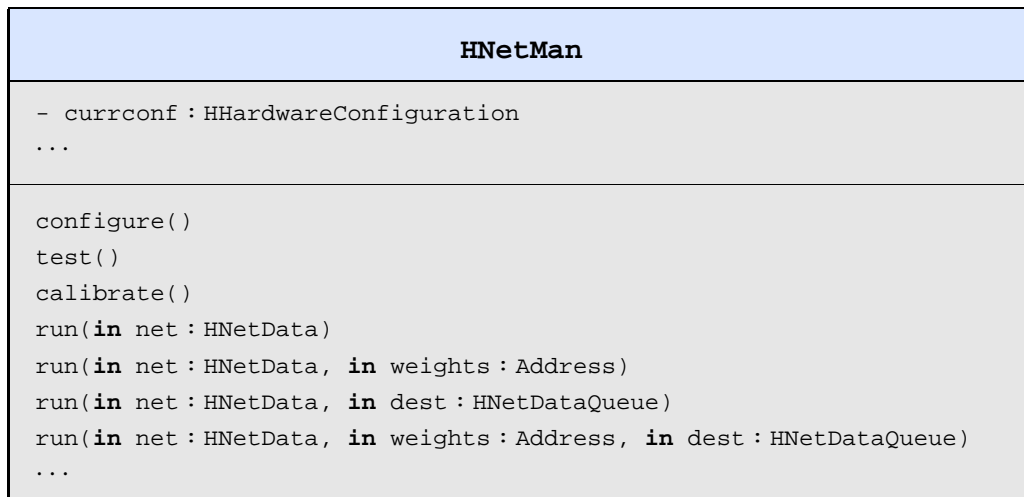 HNetMan
- currconf : HHardwareConfiguration
...
configure()
test()
calibrate()
run(in net : HNetData)
run(in net : HNetData, in weights : Address)
run(in net : HNetData, in dest : HNetDataQueue)
run(in net : HNetData, in weights : Address, in dest : HNetDataQueue)
...